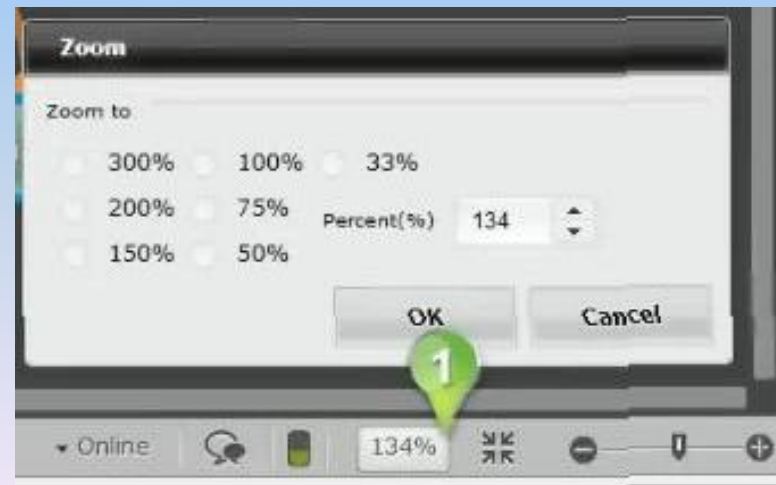 Zoom
Zoom to
300% 100% 33%
200% 75% Percent(%) 134
150% 50%
OK Cancel
1
Online 134%